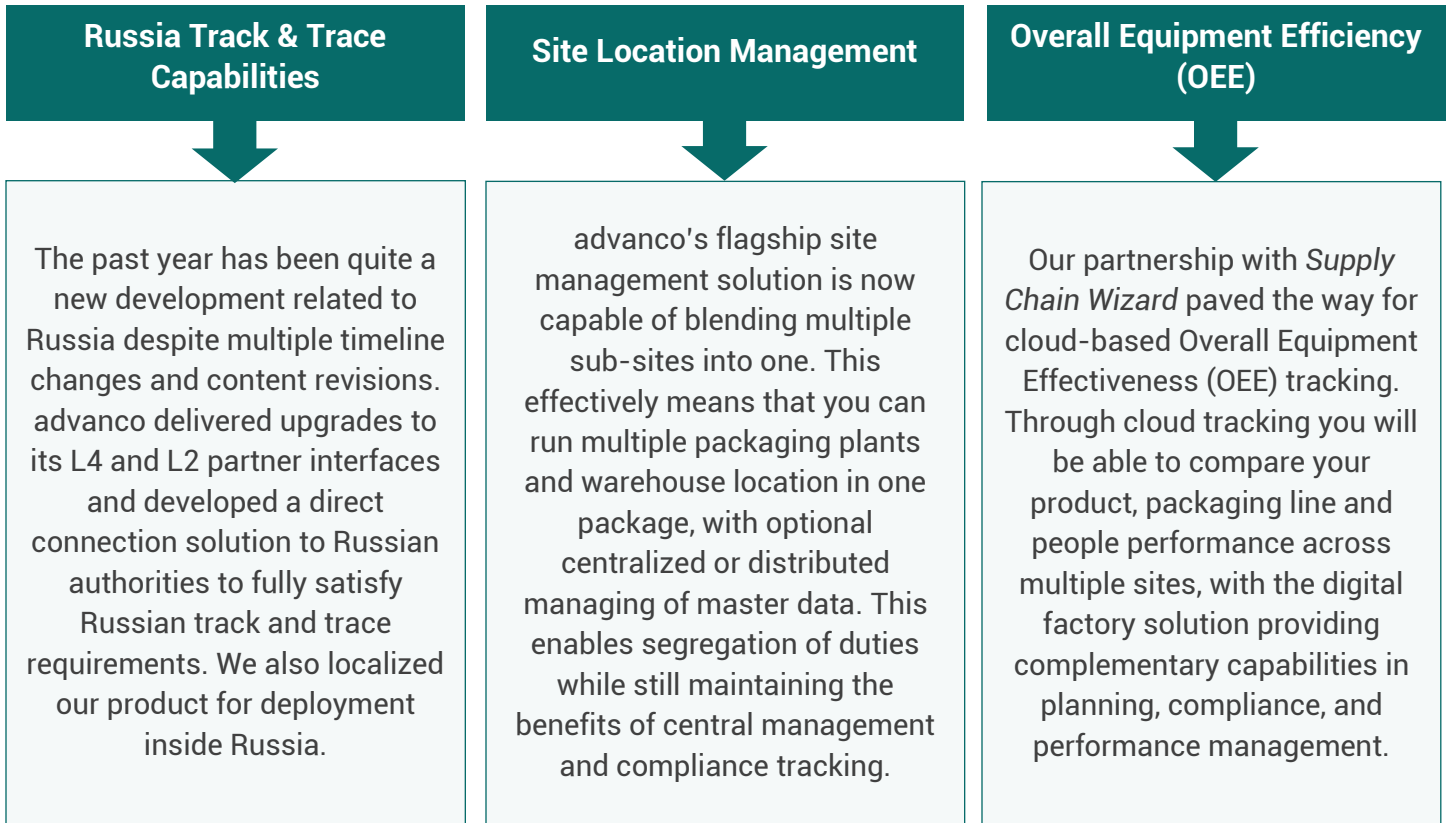 Russia Track & Trace
Capabilities
The past year has been quite a
new development related to
Russia despite multiple timeline
changes and content revisions.
advanco delivered upgrades to
its L4 and L2 partner interfaces
and developed a direct
connection solution to Russian
authorities to fully satisfy
Russian track and trace
requirements. We also localized
our product for deployment
inside Russia.
Site Location Management
advanco's flagship site
management solution is now
capable of blending multiple
sub-sites into one. This
effectively means that you can
run multiple packaging plants
and warehouse location in one
package, with optional
centralized or distributed
managing of master data. This
enables segregation of duties
while still maintaining the
benefits of central management
and compliance tracking.
Overall Equipment Efficiency
(OEE)
Our partnership with Supply
Chain Wizard paved the way for
cloud-based Overall Equipment
Effectiveness (OEE) tracking.
Through cloud tracking you will
be able to compare your
product, packaging line and
people performance across
multiple sites, with the digital
factory solution providing
complementary capabilities in
planning, compliance, and
performance management.